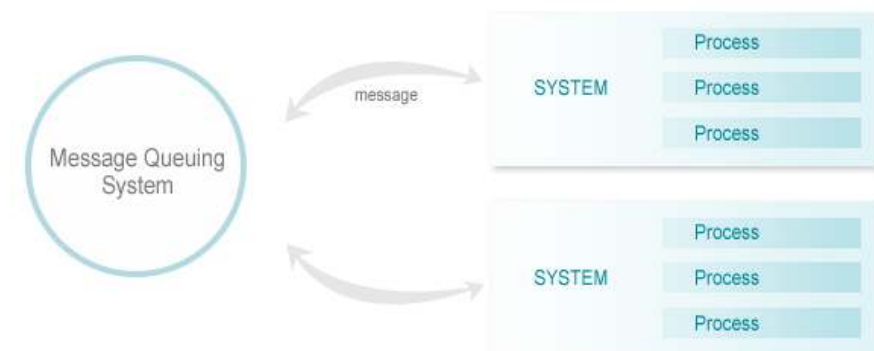 Message Queuing
System
message
SYSTEM
Process
Process
Process
SYSTEM
Process
Process
Process